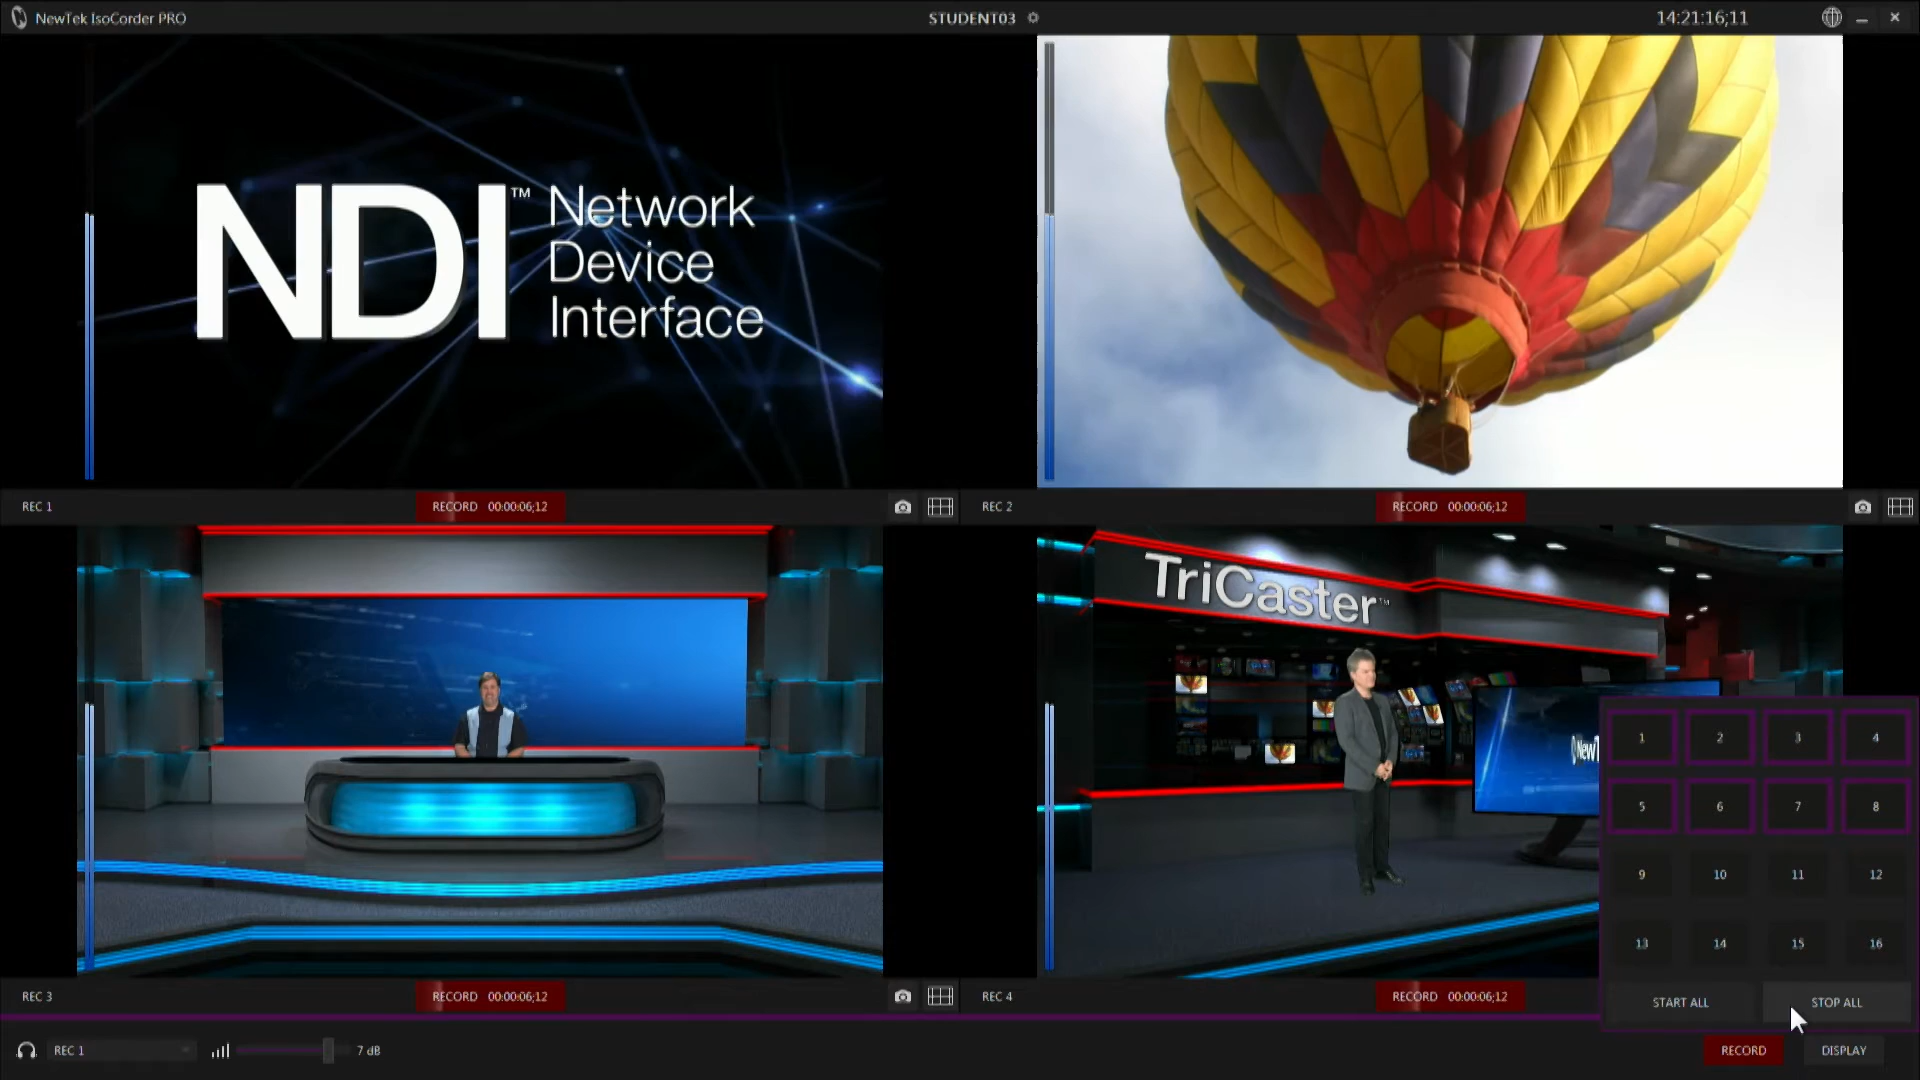 NewTek IsoCorder PRO
STUDENT03
14:21:16;11
NDI™
Network
Device
Interface
REC 1
RECORD 00:00:06;12
REC 2
RECORD 00:00:06;12
TriCaster™
REC 3
RECORD 00:00:06;12
REC 4
RECORD 00:00:06;12
1 2 3 4
5 6 7 8
9 10 11 12
13 14 15 16
START ALL STOP ALL
REC 1
7 dB
RECORD DISPLAY